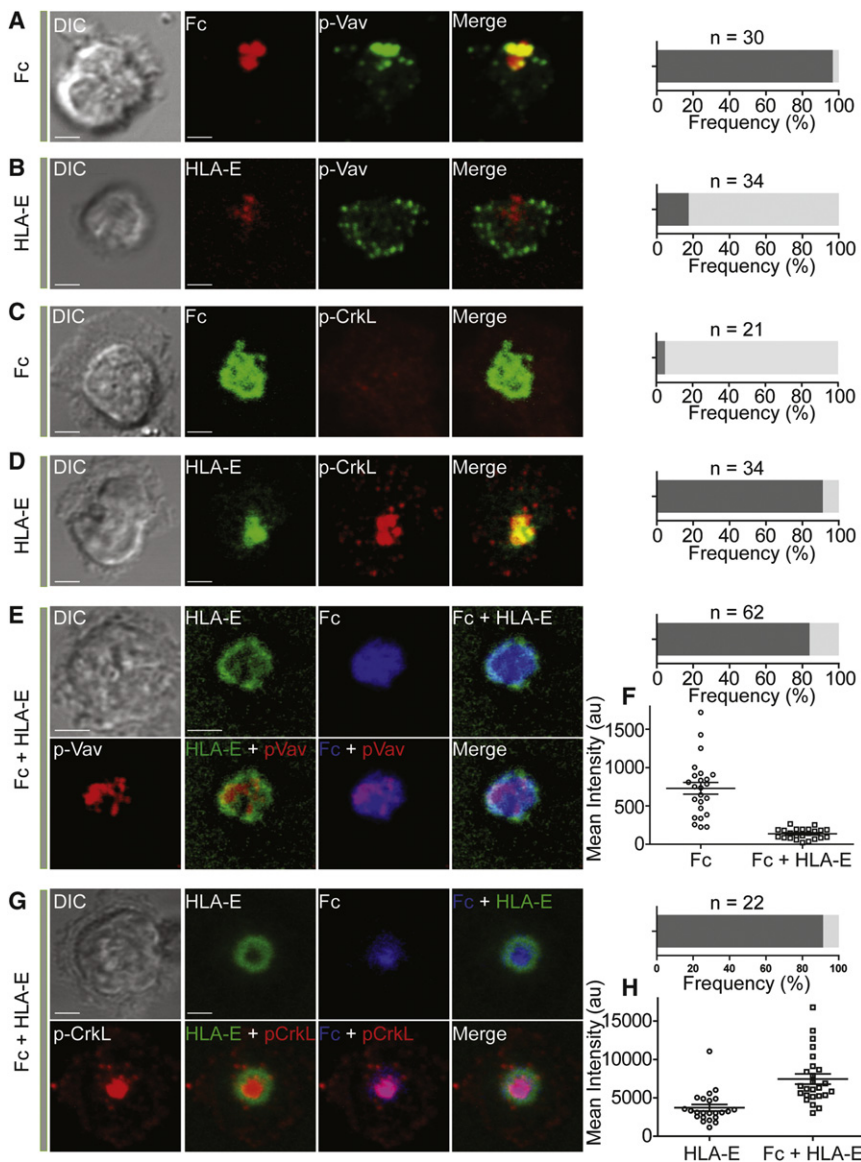 A
Fc
DIC
Fc
p-Vav
Merge
n = 30
0 20 40 60 80 100
Frequency (%)
B
HLA-E
DIC
HLA-E
p-Vav
Merge
n = 34
0 20 40 60 80 100
Frequency (%)
C
Fc
DIC
Fc
p-CrkL
Merge
n = 21
0 20 40 60 80 100
Frequency (%)
D
HLA-E
DIC
HLA-E
p-CrkL
Merge
n = 34
0 20 40 60 80 100
Frequency (%)
E
Fc + HLA-E
DIC
HLA-E
Fc
Fc + HLA-E
p-Vav
HLA-E + pVav
Fc + pVav
Merge
n = 62
0 20 40 60 80 100
Frequency (%)
F
Mean Intensity (au)
1500
1000
500
0
Fc
Fc + HLA-E
G
Fc + HLA-E
DIC
HLA-E
Fc
Fc + HLA-E
p-CrkL
HLA-E + pCrkL
Fc + pCrkL
Merge
n = 22
0 20 40 60 80 100
Frequency (%)
H
Mean Intensity (au)
15000
10000
5000
0
HLA-E
Fc + HLA-E